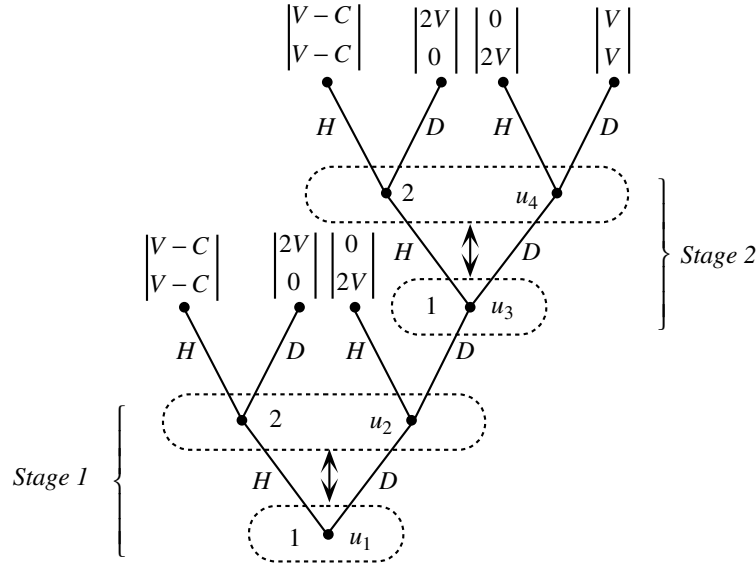 V – C 2V 0 V
V – C 0 2V V
H D H D
2 u4
H D Stage 2
V – C 2V 0
V – C 0 2V
1 u3
H D H D
2 u2
Stage 1 H D
1 u1